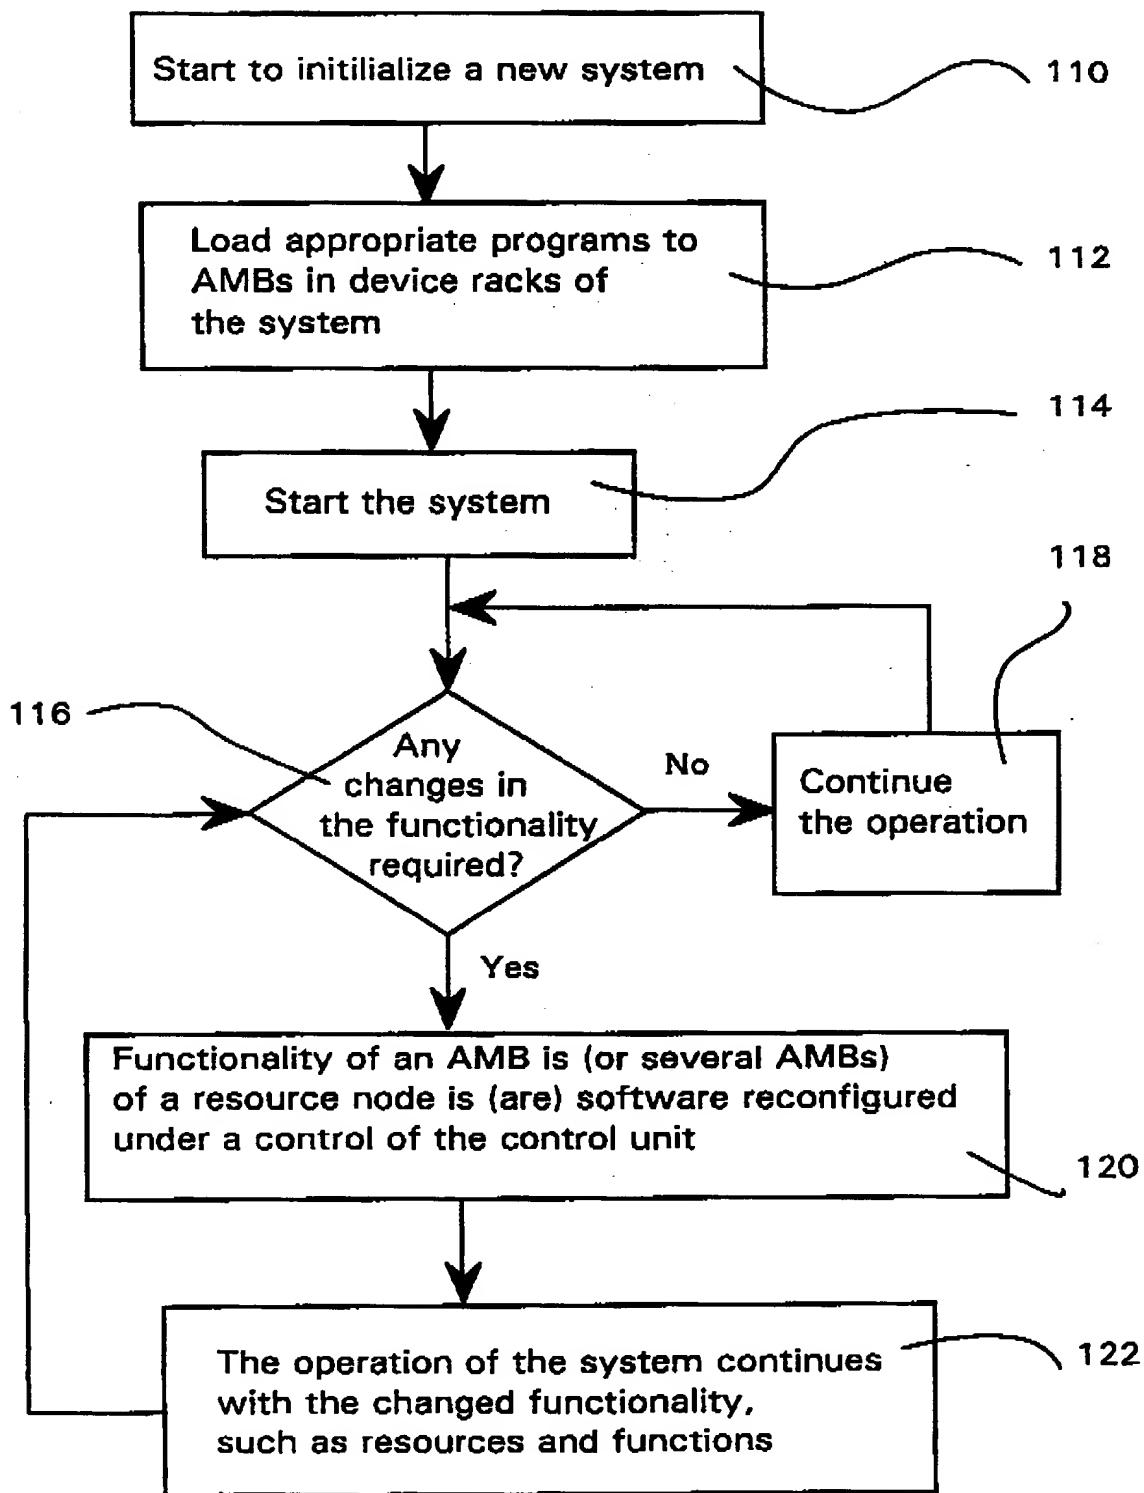 Start to initilialize a new system
110
Load appropriate programs to
AMBs in device racks of
the system
112
114
Start the system
118
116
Any
changes in
the functionality
required?
No
Continue
the operation
Yes
Functionality of an AMB is (or several AMBs)
of a resource node is (are) software reconfigured
under a control of the control unit
120
The operation of the system continues
with the changed functionality,
such as resources and functions
122